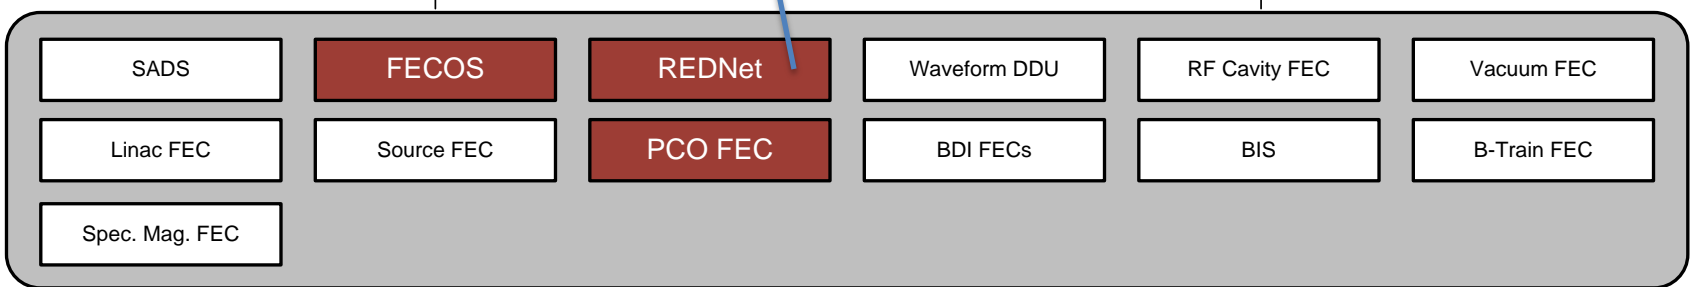 SADS
FECOS
REDNet
Waveform DDU
RF Cavity FEC
Vacuum FEC
Linac FEC
Source FEC
PCO FEC
BDI FECs
BIS
B-Train FEC
Spec. Mag. FEC